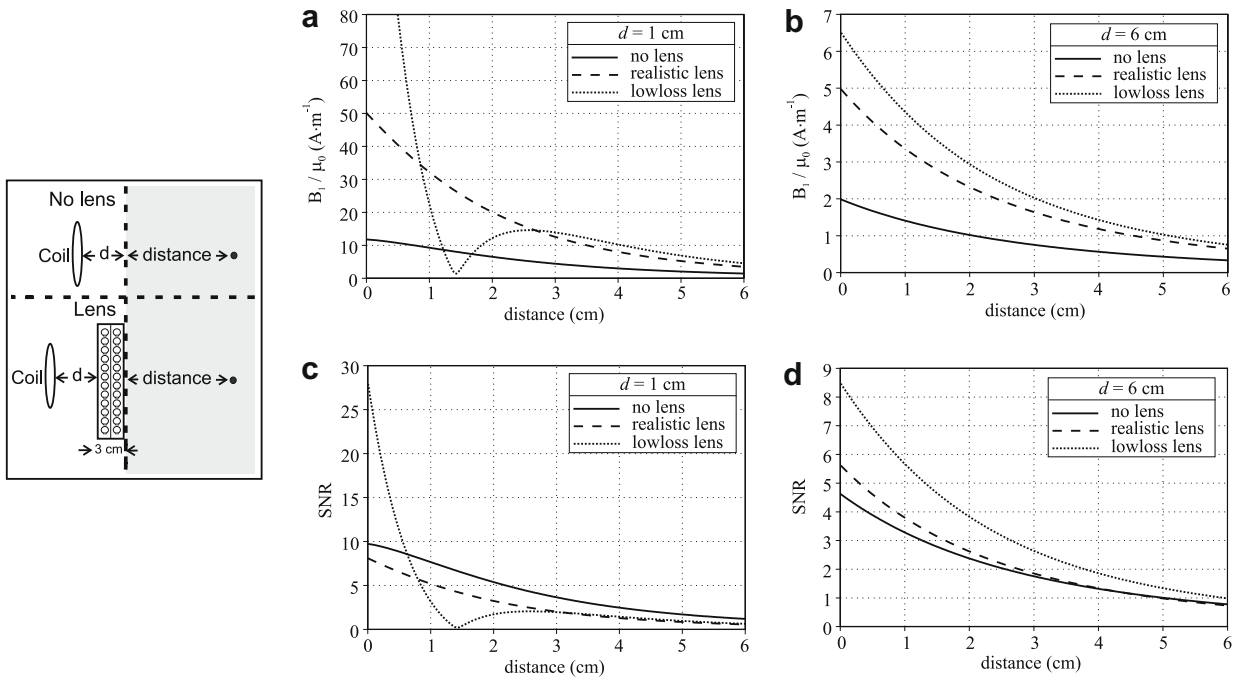 No lens
Coil
d
distance
Lens
Coil
d
distance
3 cm
a
80
70
60
50
40
30
20
10
0
B₁ / μ₀ (A·m⁻¹)
d = 1 cm
no lens
realistic lens
lowloss lens
0 1 2 3 4 5 6
distance (cm)
b
7
6
5
4
3
2
1
0
B₁ / μ₀ (A·m⁻¹)
d = 6 cm
no lens
realistic lens
lowloss lens
0 1 2 3 4 5 6
distance (cm)
c
30
25
20
15
10
5
0
SNR
d = 1 cm
no lens
realistic lens
lowloss lens
0 1 2 3 4 5 6
distance (cm)
d
9
8
7
6
5
4
3
2
1
0
SNR
d = 6 cm
no lens
realistic lens
lowloss lens
0 1 2 3 4 5 6
distance (cm)